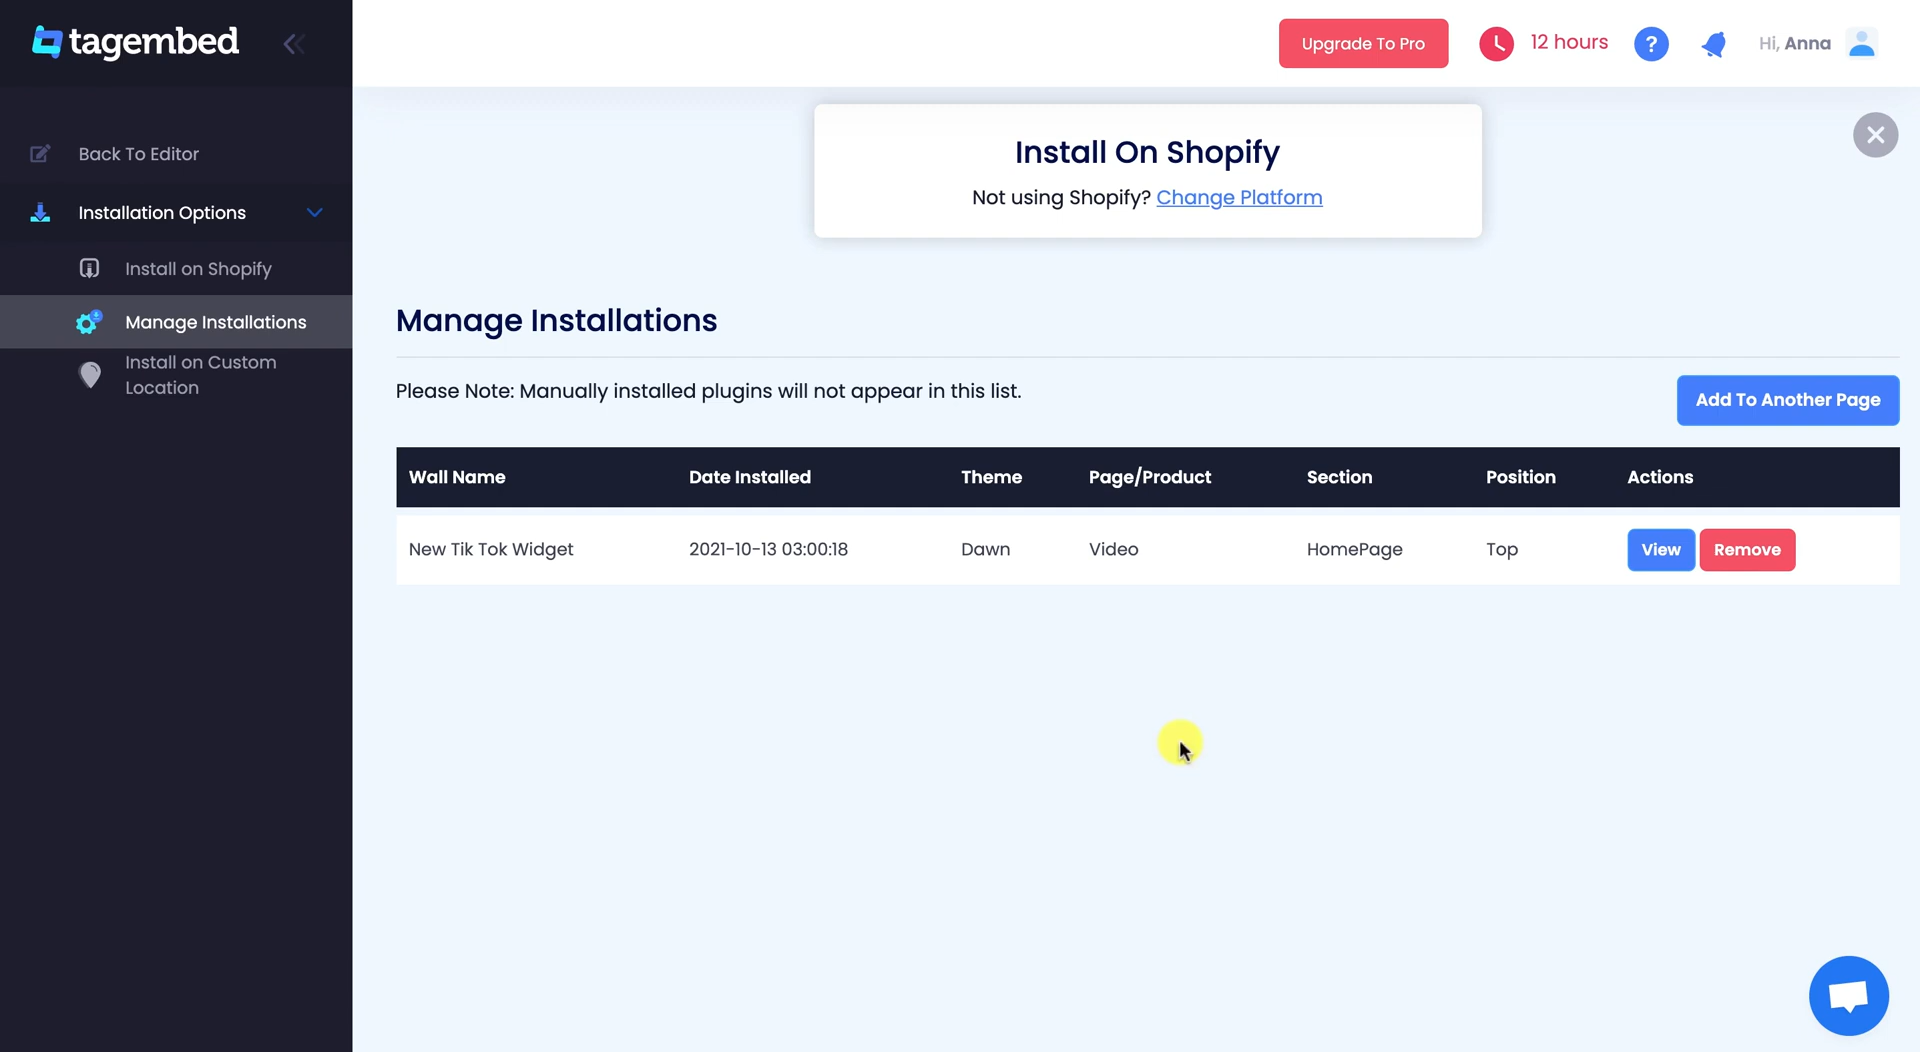 tagembed
Upgrade To Pro
12 hours
?
Hi, Anna
Back To Editor
Installation Options
Install on Shopify
Manage Installations
Install on Custom
Location
Install On Shopify
Not using Shopify? Change Platform
Manage Installations
Please Note: Manually installed plugins will not appear in this list.
Add To Another Page
Wall Name Date Installed Theme Page/Product Section Position Actions
New Tik Tok Widget 2021-10-13 03:00:18 Dawn Video HomePage Top View Remove